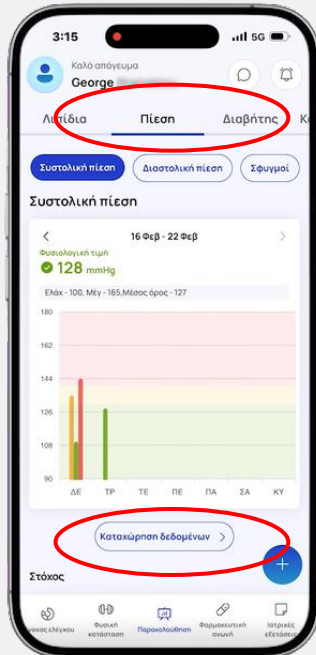 3:15
5G
Καλό απόγευμα
George
Λιπίδια Πίεση Διαβήτης
Συστολική πίεση Διαστολική πίεση Σφυγμοί
Συστολική πίεση
16 Φεβ - 22 Φεβ
Φυσιολογική τιμή
128 mmHg
Ελάχ - 100, Μέγ - 165,Μέσος όρος - 127
180
162
144
126
108
90
ΔΕ ΤΡ ΤΕ ΠΕ ΠΑ ΣΑ ΚΥ
Καταχώρηση δεδομένων
Στόχος
Φυσική κατάσταση
Παρακολούθηση
Φαρμακευτική αγωγή
Ιατρικές εξετάσεις